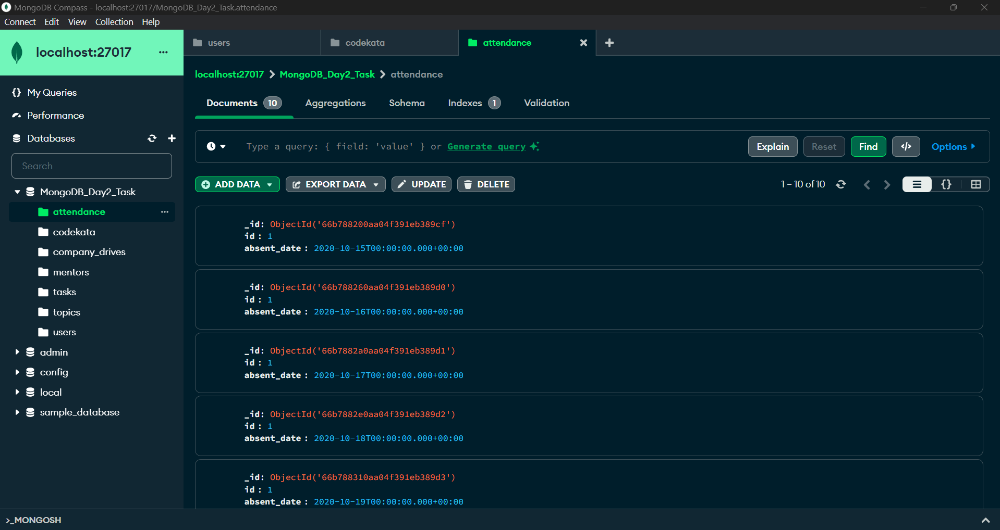 MongoDB Compass - localhost:27017/MongoDB_Day2_Task.attendance
Connect Edit View Collection Help
localhost:27017 ...
My Queries
Performance
Databases
Search
MongoDB_Day2_Task
attendance ...
codekata
company_drives
mentors
tasks
topics
users
admin
config
local
sample_database
users codekata attendance
localhost:27017 > MongoDB_Day2_Task > attendance
Documents 10 Aggregations Schema Indexes 1 Validation
Type a query: { field: 'value' } or Generate query
Explain Reset Find </> Options
ADD DATA EXPORT DATA UPDATE DELETE 1 – 10 of 10 {}
_id: ObjectId('66b788200aa04f391eb389cf')
id : 1
absent_date : 2020-10-15T00:00:00.000+00:00
_id: ObjectId('66b788260aa04f391eb389d0')
id : 1
absent_date : 2020-10-16T00:00:00.000+00:00
_id: ObjectId('66b7882a0aa04f391eb389d1')
id : 1
absent_date : 2020-10-17T00:00:00.000+00:00
_id: ObjectId('66b7882e0aa04f391eb389d2')
id : 1
absent_date : 2020-10-18T00:00:00.000+00:00
_id: ObjectId('66b788310aa04f391eb389d3')
id : 1
absent_date : 2020-10-19T00:00:00.000+00:00
>_MONGOSH